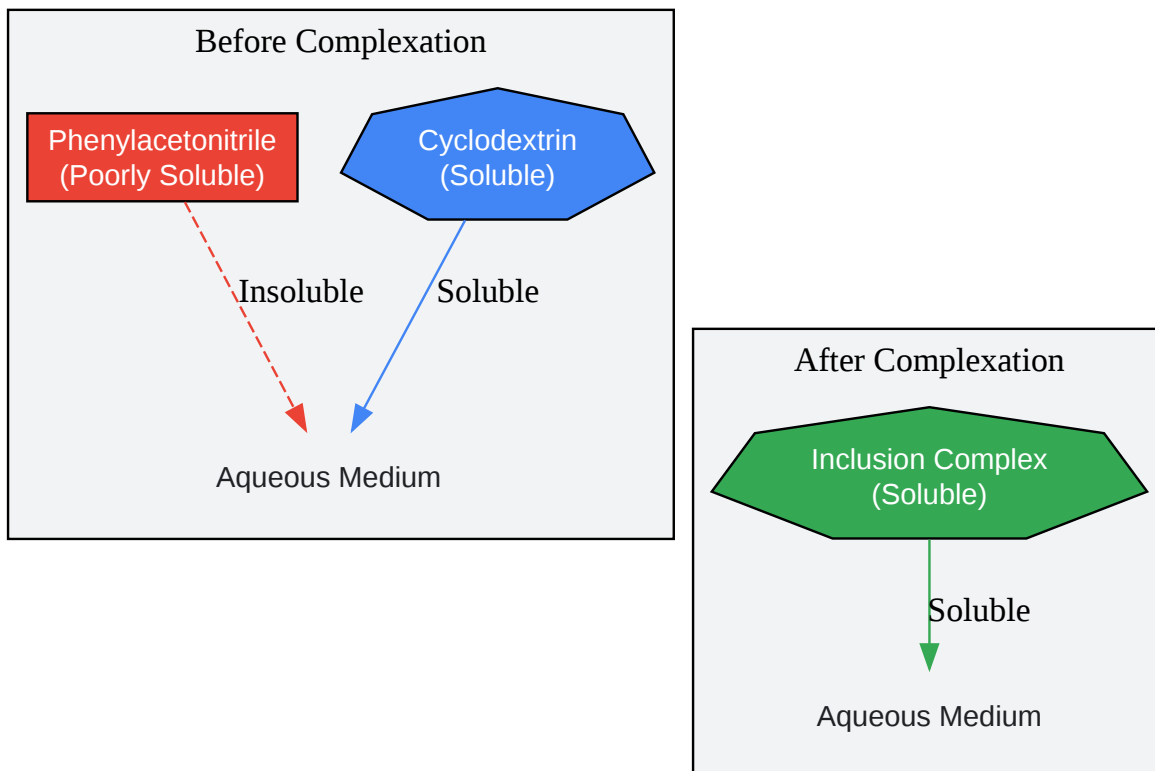 Before Complexation
Phenylacetonitrile
(Poorly Soluble)
Cyclodextrin
(Soluble)
Insoluble
Soluble
Aqueous Medium
After Complexation
Inclusion Complex
(Soluble)
Soluble
Aqueous Medium